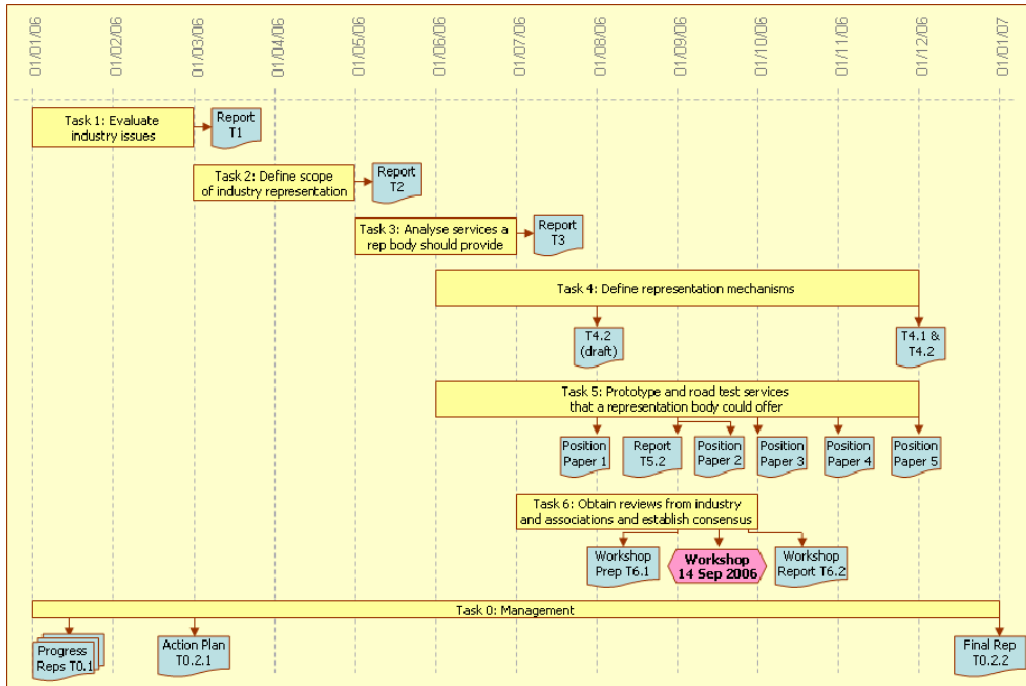 01/01/06
01/02/06
01/03/06
01/04/06
01/05/06
01/06/06
01/07/06
01/08/06
01/09/06
01/10/06
01/11/06
01/12/06
01/01/07
Task 1: Evaluate
industry issues
Report
T1
Task 2: Define scope
of industry representation
Report
T2
Task 3: Analyse services a
rep body should provide
Report
T3
Task 4: Define representation mechanisms
T4.2
(draft)
T4.1 &
T4.2
Task 5: Prototype and road test services
that a representation body could offer
Position
Paper 1
Report
T5.2
Position
Paper 2
Position
Paper 3
Position
Paper 4
Position
Paper 5
Task 6: Obtain reviews from industry
and associations and establish consensus
Workshop
Prep T6.1
Workshop
14 Sep 2006
Workshop
Report T6.2
Task 0: Management
Progress
Reps T0.1
Action Plan
T0.2.1
Final Rep
T0.2.2